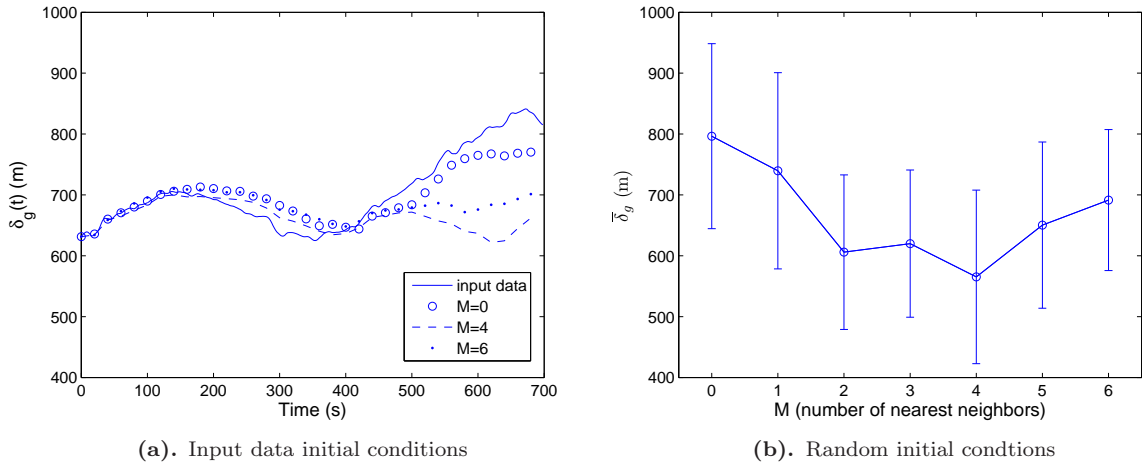 1000
900
800
700
600
500
400
δg(t) (m)
0 100 200 300 400 500 600 700
Time (s)
input data
M=0
M=4
M=6
(a). Input data initial conditions
1000
900
800
700
600
500
400
δ̅g (m)
0 1 2 3 4 5 6
M (number of nearest neighbors)
(b). Random initial condtions